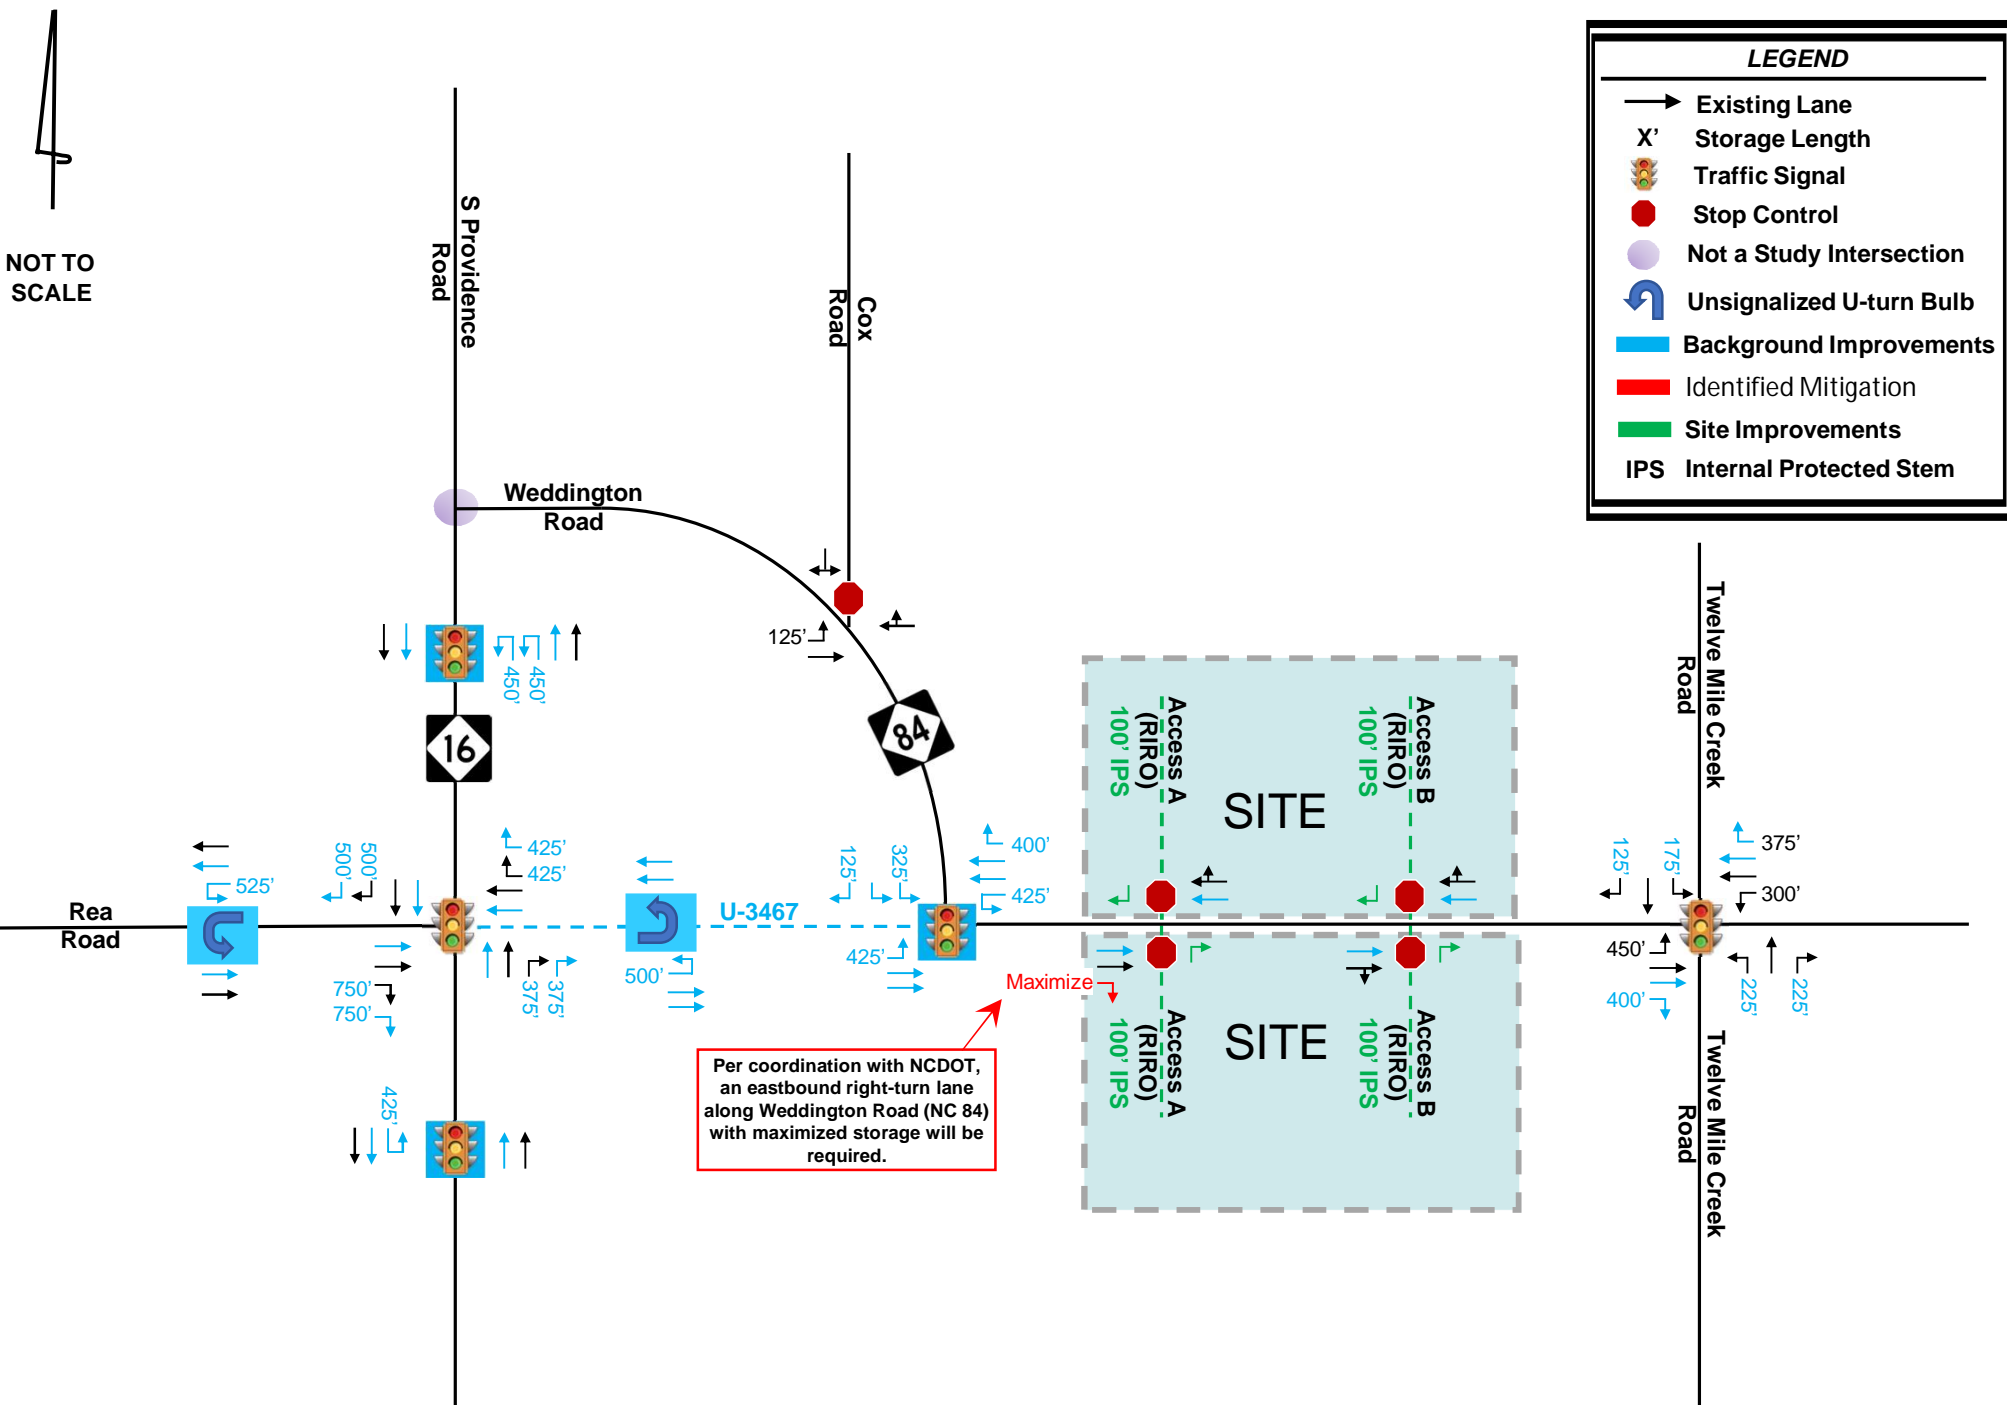 LEGEND
Existing Lane
X’ Storage Length
Traffic Signal
Stop Control
Not a Study Intersection
Unsignalized U-turn Bulb
Background Improvements
Identified Mitigation
Site Improvements
IPS Internal Protected Stem
NOT TO
SCALE
S Providence
Road
Cox
Road
Weddington
Road
125’
450’
450’
16
84
Twelve Mile Creek
Road
Access A
(RIRO)
100’ IPS
SITE
Access B
(RIRO)
100’ IPS
525’
500’
500’
425’
425’
Rea
Road
U-3467
125’
325’
400’
425’
125’
175’
375’
300’
750’
750’
375’
375’
500’
425’
Maximize
450’
400’
225’
225’
Access A
(RIRO)
100’ IPS
SITE
Access B
(RIRO)
100’ IPS
Twelve Mile Creek
Road
Per coordination with NCDOT,
an eastbound right-turn lane
along Weddington Road (NC 84)
with maximized storage will be
required.
425’